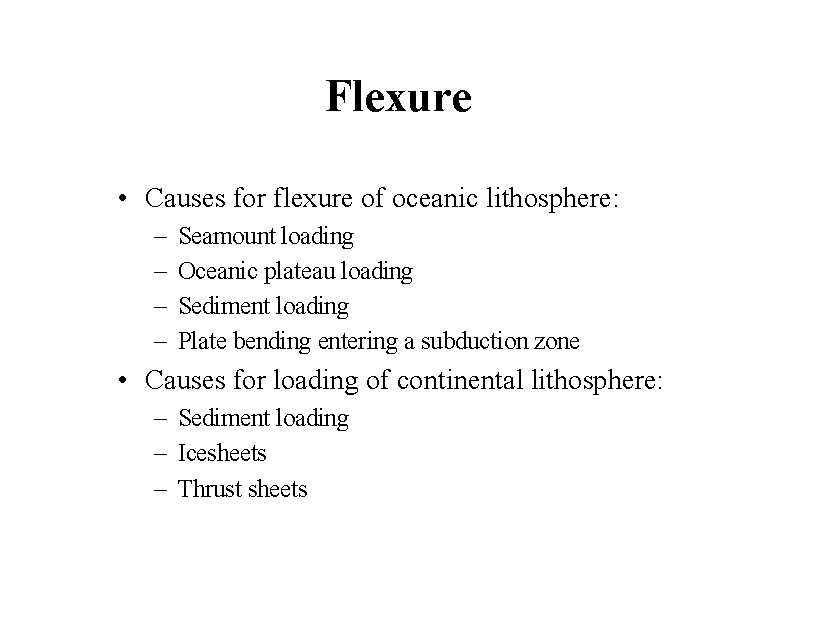 Flexure
• Causes for flexure of oceanic lithosphere:
– Seamount loading
– Oceanic plateau loading
– Sediment loading
– Plate bending entering a subduction zone
• Causes for loading of continental lithosphere:
– Sediment loading
– Icesheets
– Thrust sheets